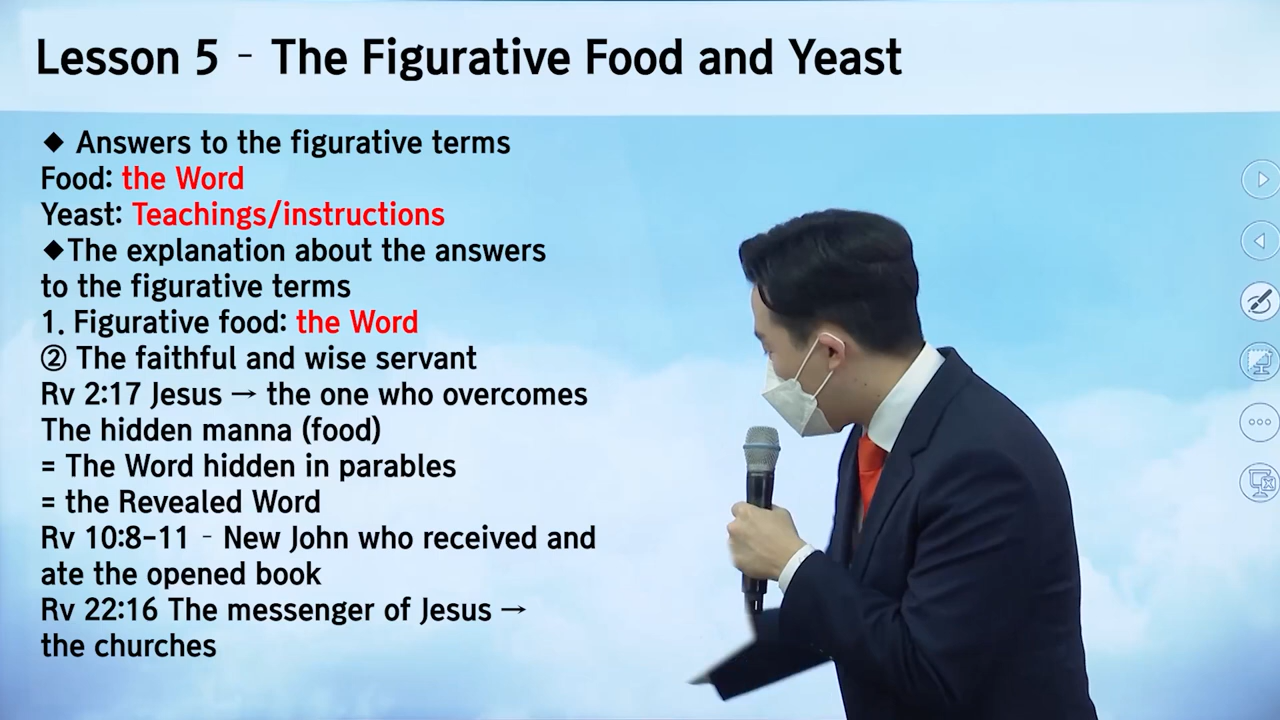 Lesson 5 - The Figurative Food and Yeast
◆ Answers to the figurative terms
Food: the Word
Yeast: Teachings/instructions
◆The explanation about the answers
to the figurative terms
1. Figurative food: the Word
② The faithful and wise servant
Rv 2:17 Jesus → the one who overcomes
The hidden manna (food)
= The Word hidden in parables
= the Revealed Word
Rv 10:8-11 - New John who received and
ate the opened book
Rv 22:16 The messenger of Jesus →
the churches